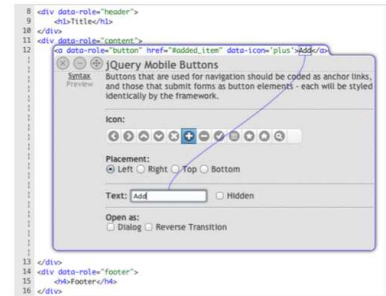 8 <div data-role="header">
9 <h1>Title</h1>
10 </div>
11 <div data-role="content">
12 <a data-role="button" href="#added_item" data-icon='plus'>Add</a>
jQuery Mobile Buttons
Syntax
Preview
Buttons that are used for navigation should be coded as anchor links,
and those that submit forms as button elements - each will be styled
identically by the framework.
Icon:
Placement:
Left Right Top Bottom
Text: Add Hidden
Open as:
Dialog Reverse Transition
13 </div>
14 <div data-role="footer">
15 <h4>Footer</h4>
16 </div>